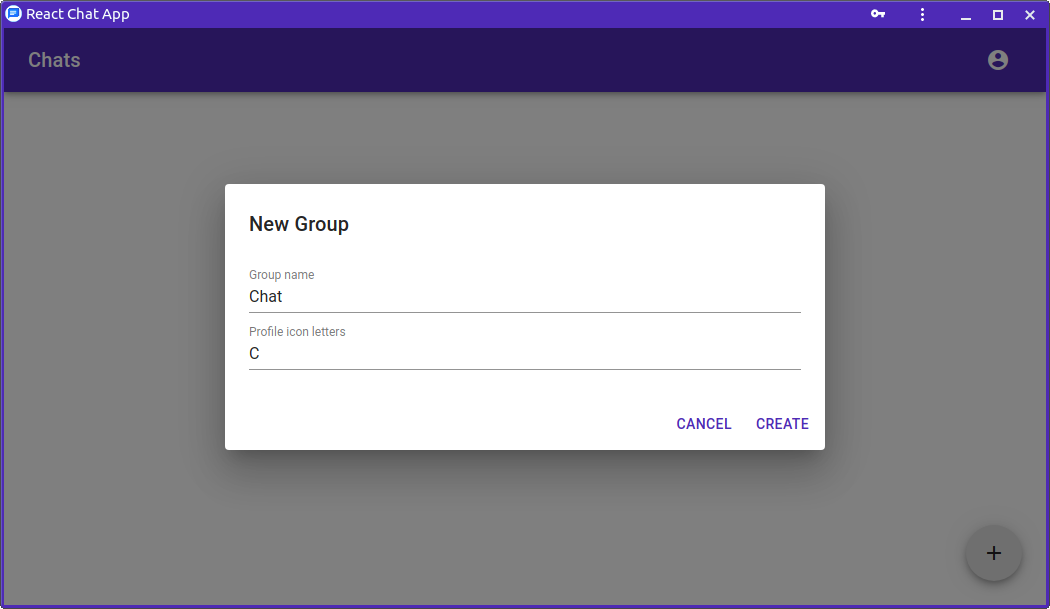 React Chat App
Chats
New Group
Group name
Chat
Profile icon letters
C
CANCEL CREATE